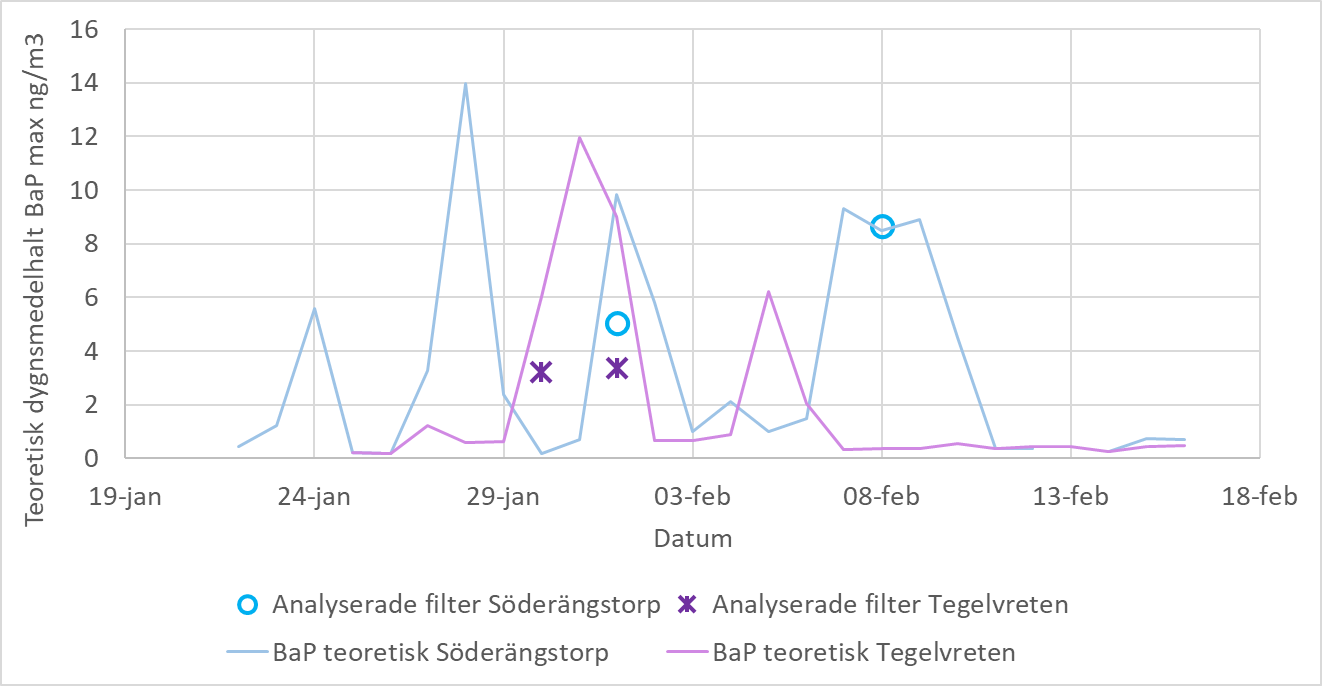 Teoretisk dygnsmedelhalt BaP max ng/m3
16
14
12
10
8
6
4
2
0
19-jan 24-jan 29-jan 03-feb 08-feb 13-feb 18-feb
Datum
Analyserade filter Söderängstorp Analyserade filter Tegelvreten
BaP teoretisk Söderängstorp BaP teoretisk Tegelvreten